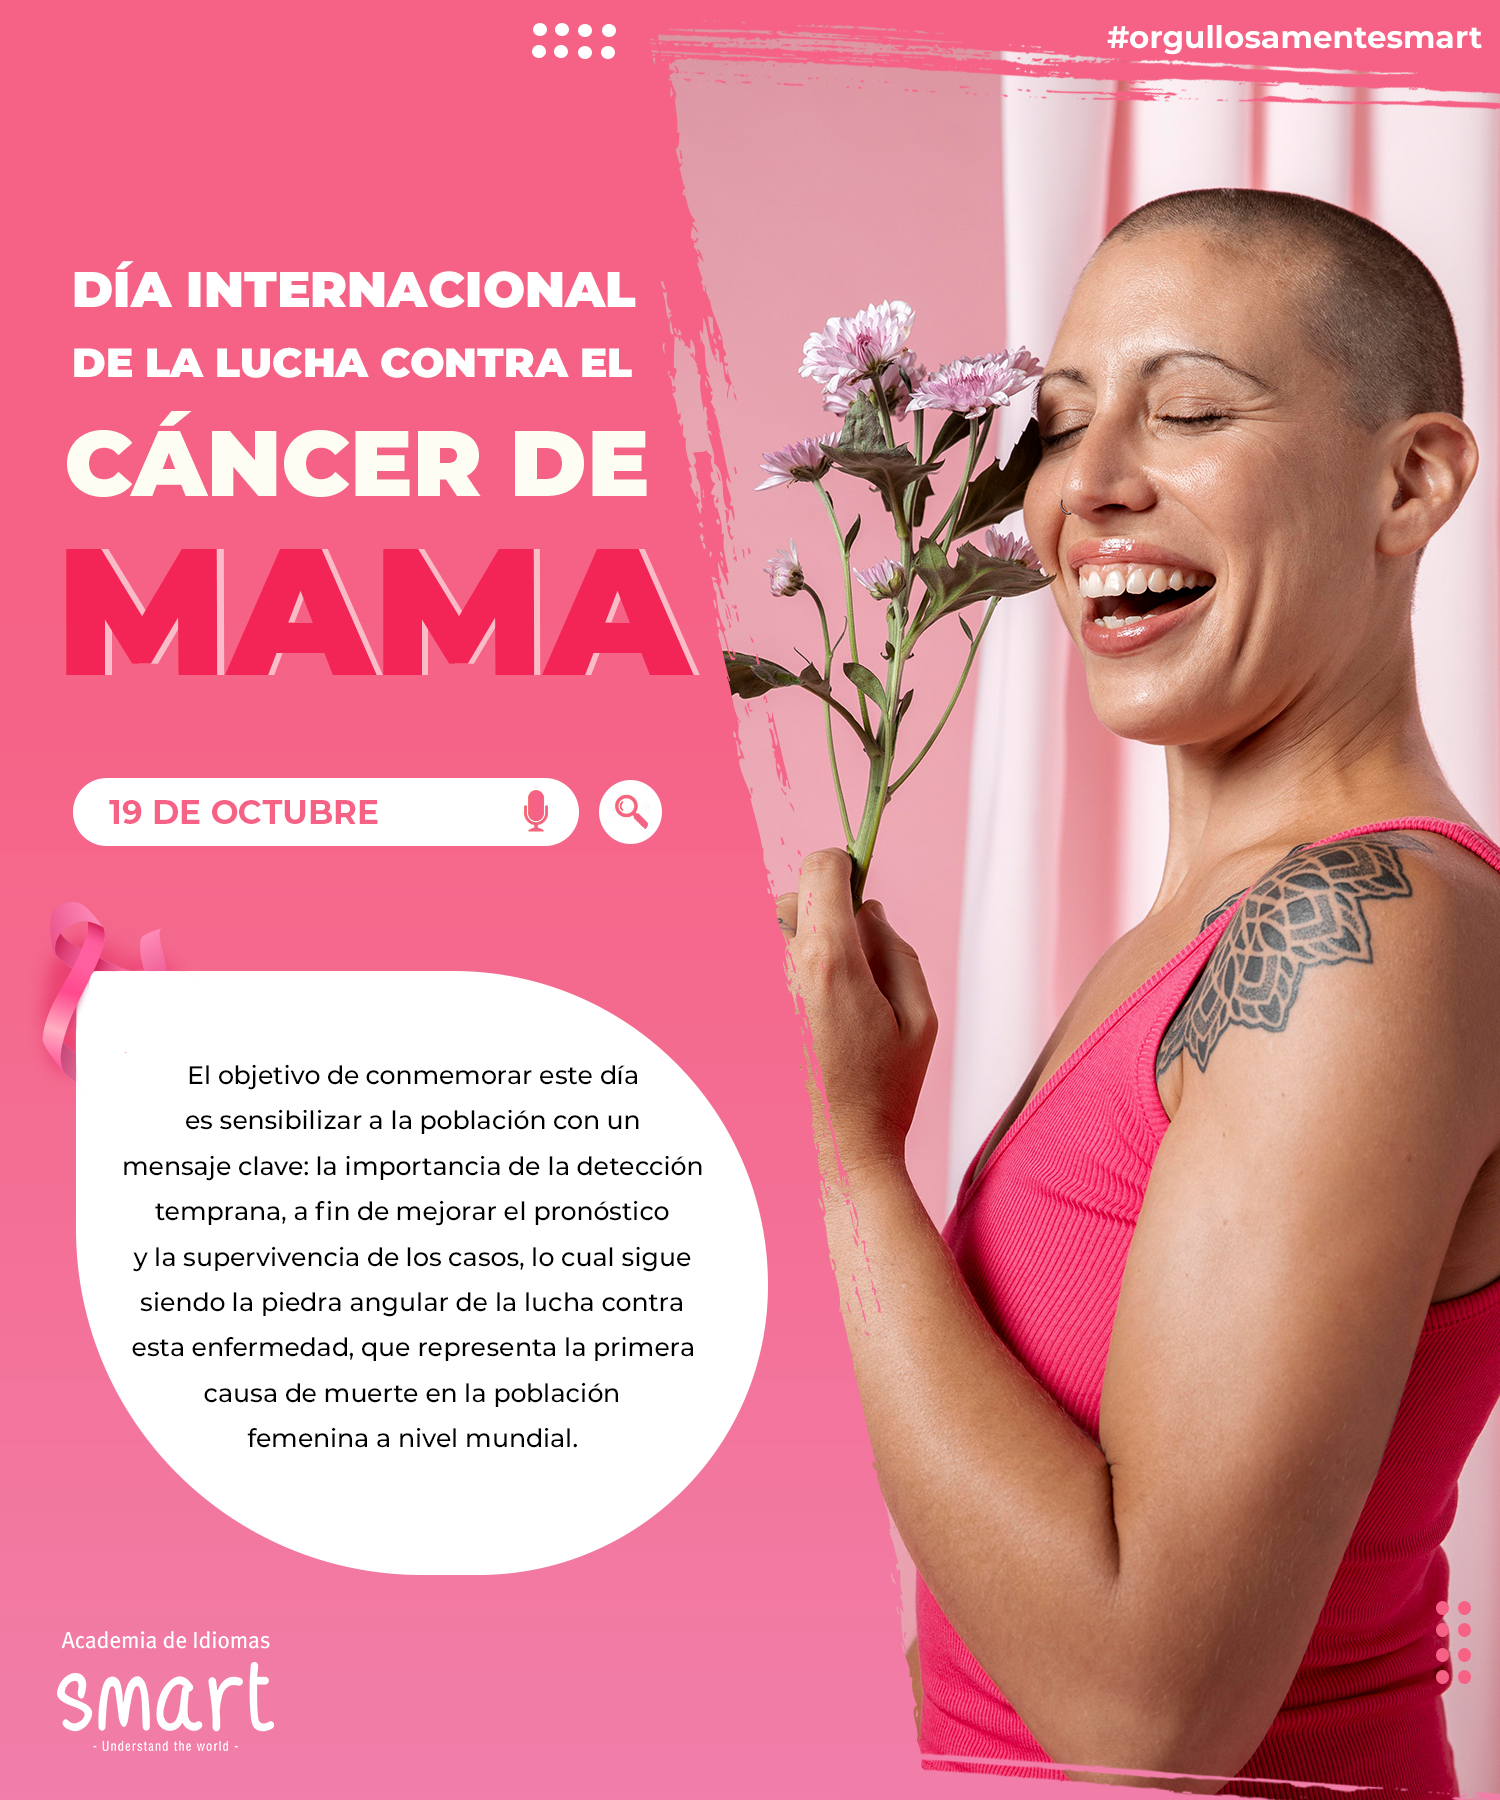 #orgullosamentesmart
DÍA INTERNACIONAL
DE LA LUCHA CONTRA EL
CÁNCER DE
MAMA
19 DE OCTUBRE
El objetivo de conmemorar este día
es sensibilizar a la población con un
mensaje clave: la importancia de la detección
temprana, a fin de mejorar el pronóstico
y la supervivencia de los casos, lo cual sigue
siendo la piedra angular de la lucha contra
esta enfermedad, que representa la primera
causa de muerte en la población
femenina a nivel mundial.
Academia de Idiomas
smart
- Understand the world -